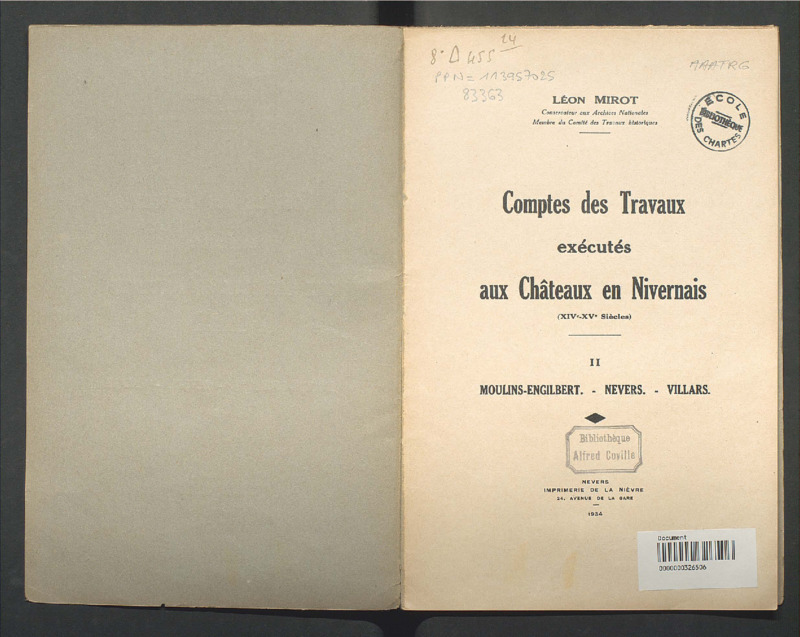 8° Δ 455 14
PPN = 113957025
83363
LÉON MIROT
Conservateur aux Archives Nationales
Membre du Comité des Travaux historiques
ÉCOLE
BIBLIOTHÈQUE
DES CHARTES
Comptes des Travaux
exécutés
aux Châteaux en Nivernais
(XIVe-XVe Siècles)
II
MOULINS-ENGILBERT. - NEVERS. - VILLARS.
Bibliothèque
Alfred Coville
NEVERS
IMPRIMERIE DE LA NIÈVRE
24, AVENUE DE LA GARE
1934
Document
0000000326506